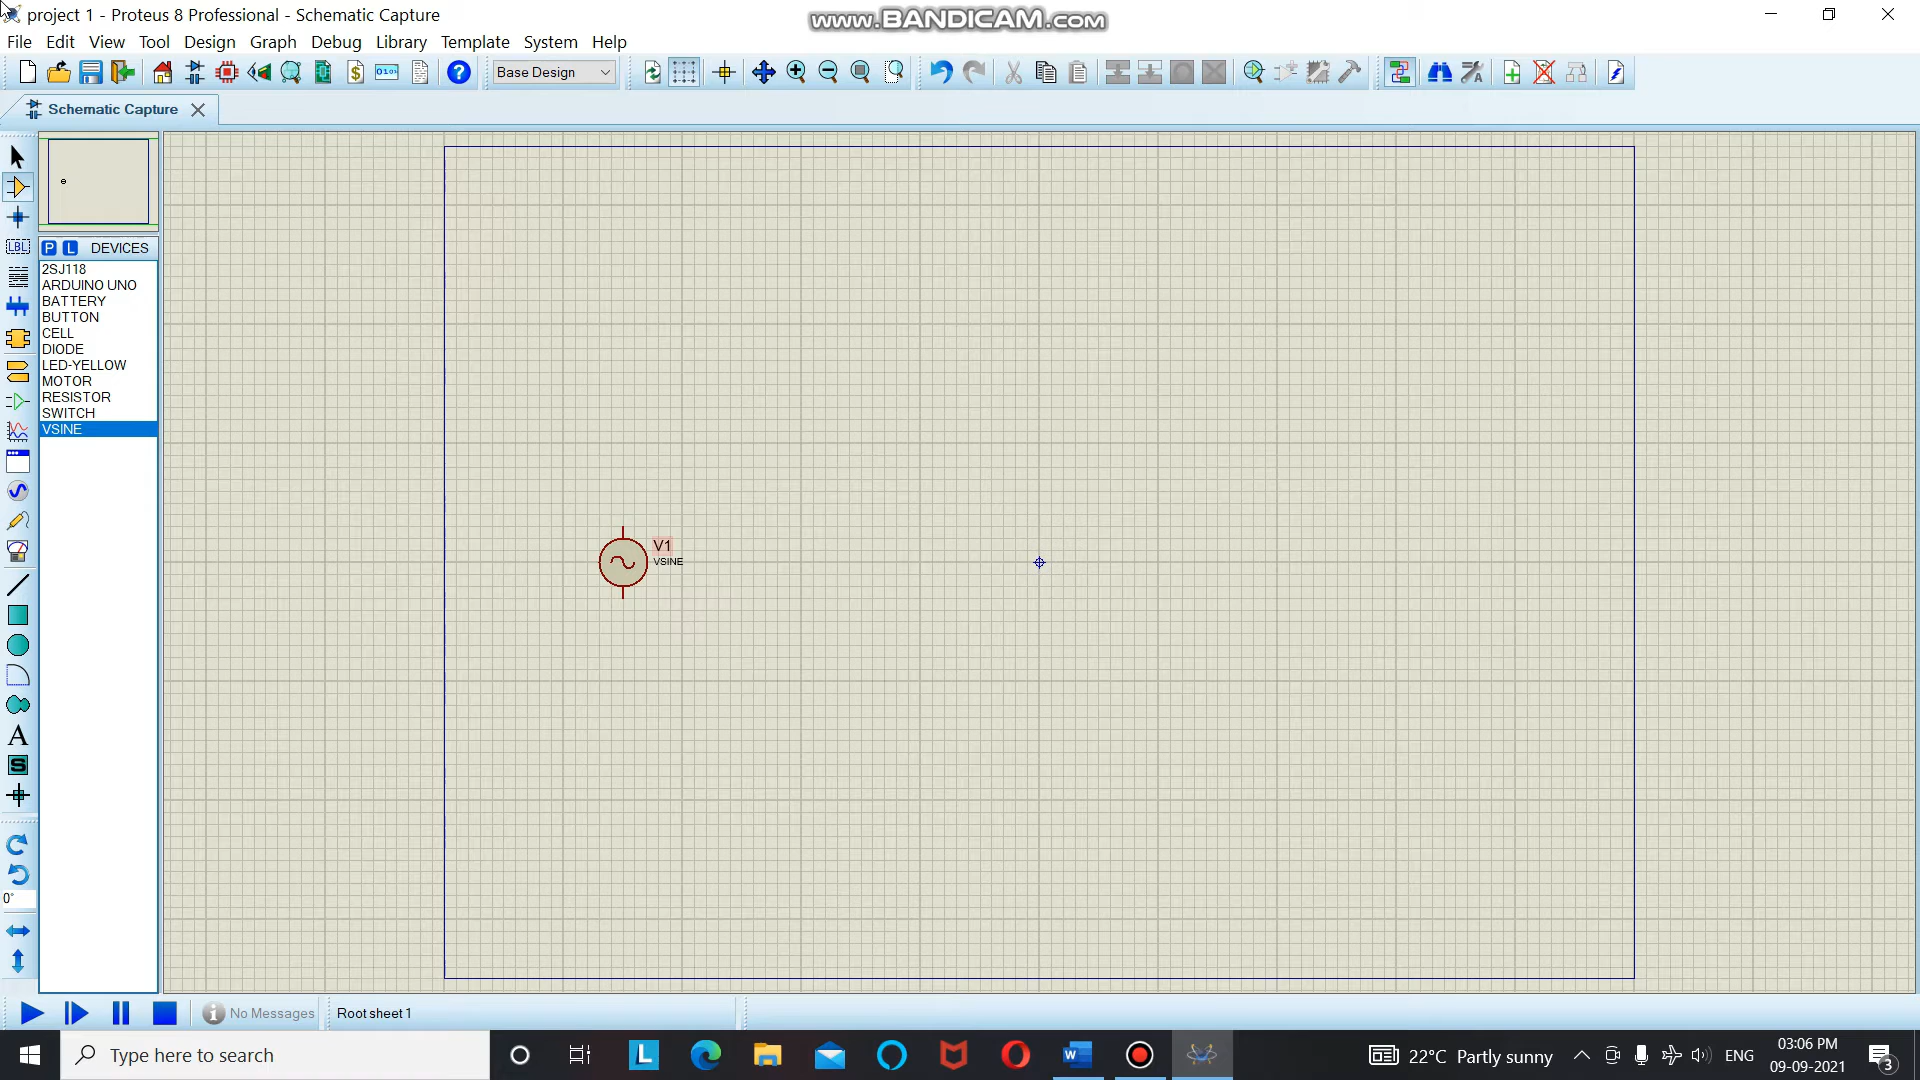 project 1 - Proteus 8 Professional - Schematic Capture
www.BANDICAM.com
File Edit View Tool Design Graph Debug Library Template System Help
Base Design
Schematic Capture
P L DEVICES
2SJ118
ARDUINO UNO
BATTERY
BUTTON
CELL
DIODE
LED-YELLOW
MOTOR
RESISTOR
SWITCH
VSINE
LBL
A
S
0°
V1
VSINE
No Messages
Root sheet 1
Type here to search
22°C Partly sunny
ENG
03:06 PM
09-09-2021
3